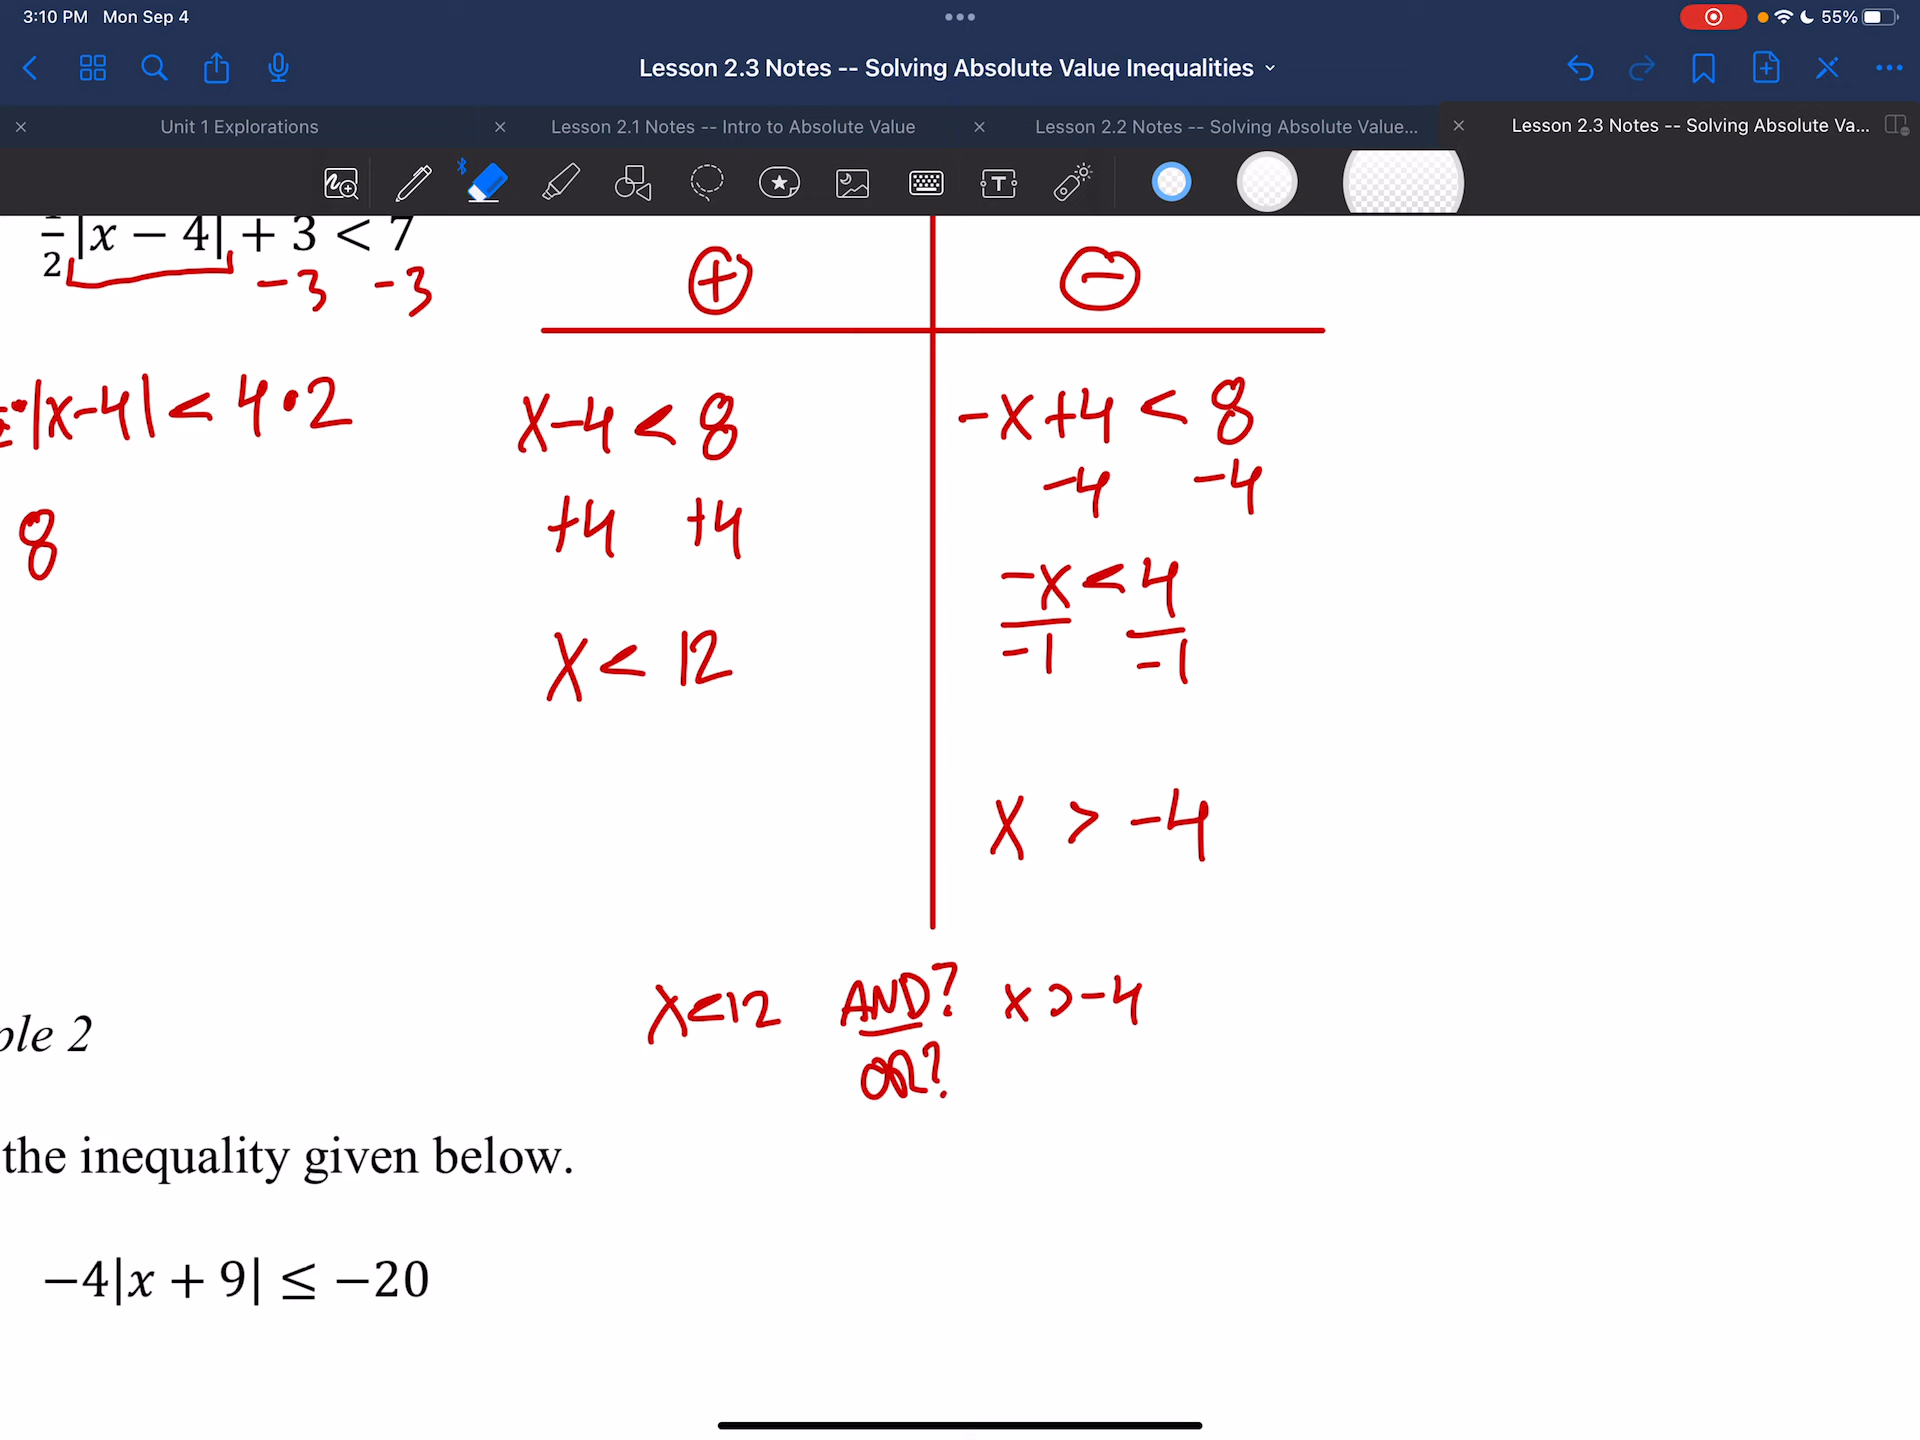 3:10 PM Mon Sep 4
55%
Lesson 2.3 Notes -- Solving Absolute Value Inequalities
Unit 1 Explorations
Lesson 2.1 Notes -- Intro to Absolute Value
Lesson 2.2 Notes -- Solving Absolute Value...
Lesson 2.3 Notes -- Solving Absolute Va...
T
1/2|x − 4| + 3 < 7
-3 -3
+
−
|x-4| < 4•2
8
x-4 < 8
+4 +4
x < 12
-x+4 < 8
-4 -4
-x < 4
-1 -1
x > -4
x<12 AND? x>-4
OR?
ple 2
the inequality given below.
−4|x + 9| ≤ −20